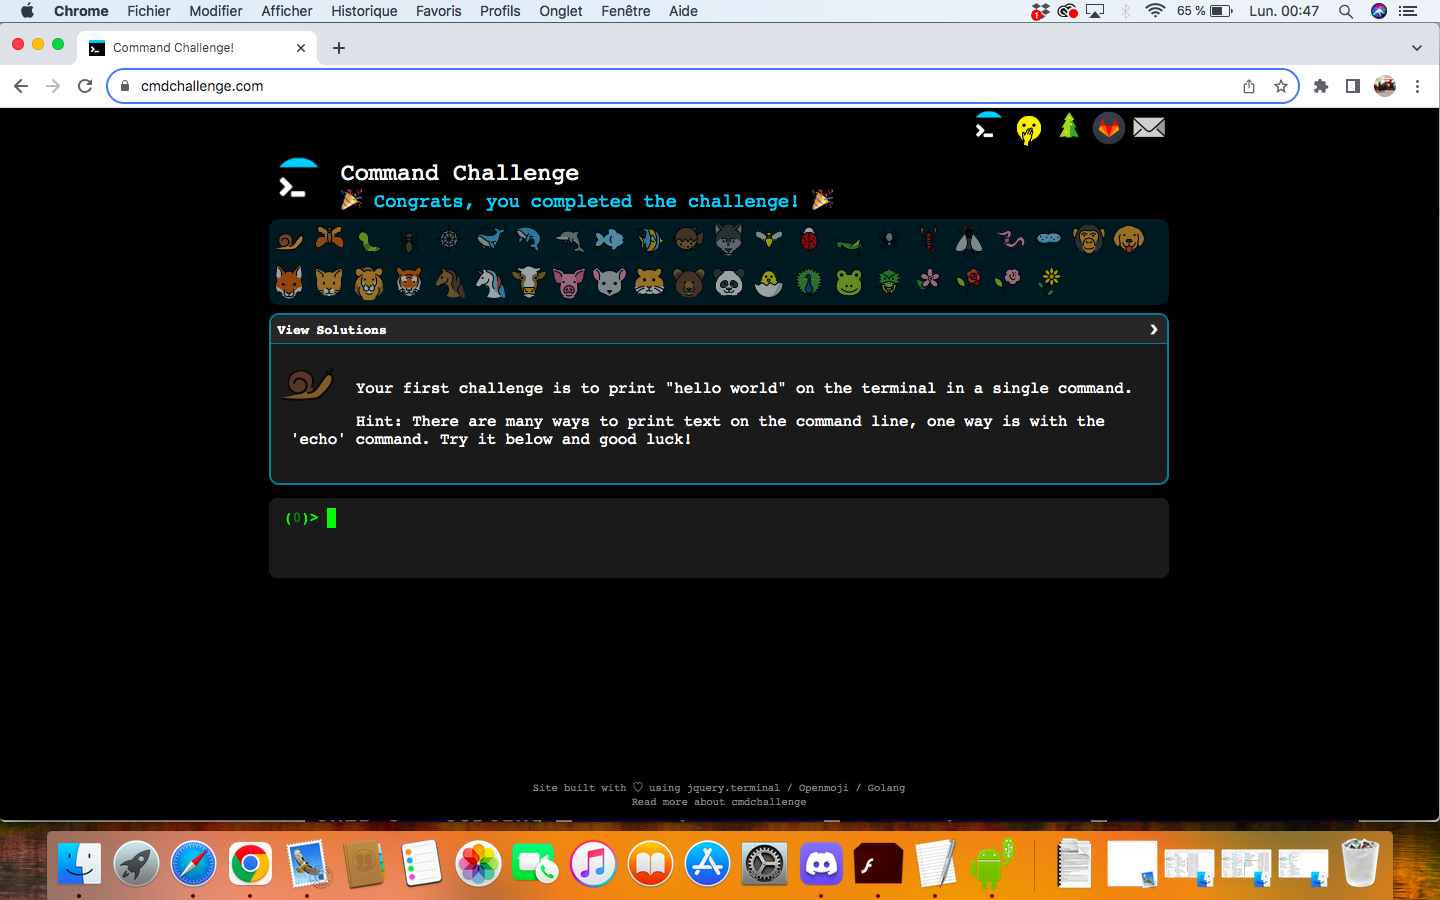 Chrome Fichier Modifier Afficher Historique Favoris Profils Onglet Fenêtre Aide 1 65 % Lun. 00:47
Command Challenge!
cmdchallenge.com
Command Challenge
Congrats, you completed the challenge!
View Solutions
Your first challenge is to print "hello world" on the terminal in a single command.
Hint: There are many ways to print text on the command line, one way is with the
'echo' command. Try it below and good luck!
(0)>
Site built with ♡ using jquery.terminal / Openmoji / Golang
Read more about cmdchallenge